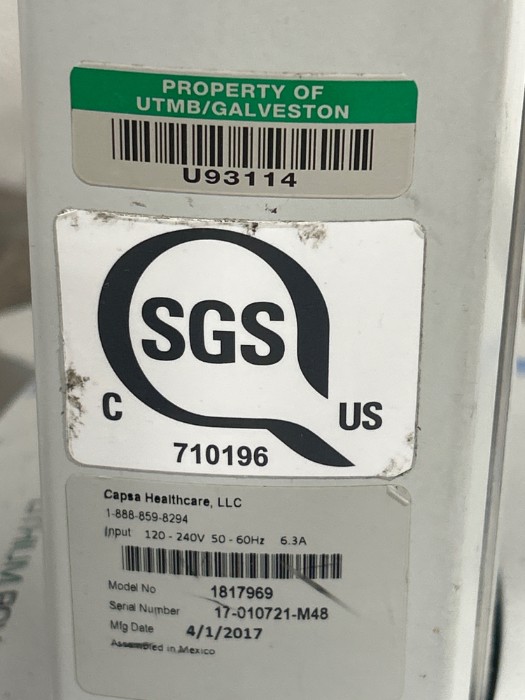 PROPERTY OF
UTMB/GALVESTON
U93114
SGS
C US
710196
Capsa Healthcare, LLC
1-888-859-8294
Input 120 - 240V 50 - 60Hz 6.3A
Model No 1817969
Serial Number 17-010721-M48
Mfg Date 4/1/2017
Assembled in Mexico